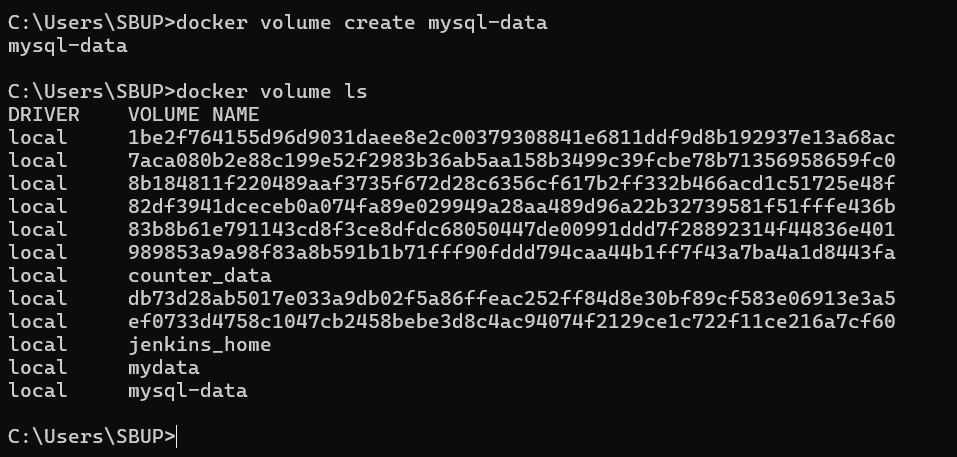 C:\Users\SBUP>docker volume create mysql-data
mysql-data
C:\Users\SBUP>docker volume ls
DRIVER    VOLUME NAME
local     1be2f764155d96d9031daee8e2c00379308841e6811ddf9d8b192937e13a68ac
local     7aca080b2e88c199e52f2983b36ab5aa158b3499c39fcbe78b71356958659fc0
local     8b184811f220489aaf3735f672d28c6356cf617b2ff332b466acd1c51725e48f
local     82df3941dceceb0a074fa89e029949a28aa489d96a22b32739581f51fffe436b
local     83b8b61e791143cd8f3ce8dfdc68050447de00991ddd7f28892314f44836e401
local     989853a9a98f83a8b591b1b71fff90fddd794caa44b1ff7f43a7ba4a1d8443fa
local     counter_data
local     db73d28ab5017e033a9db02f5a86ffeac252ff84d8e30bf89cf583e06913e3a5
local     ef0733d4758c1047cb2458bebe3d8c4ac94074f2129ce1c722f11ce216a7cf60
local     jenkins_home
local     mydata
local     mysql-data
C:\Users\SBUP>